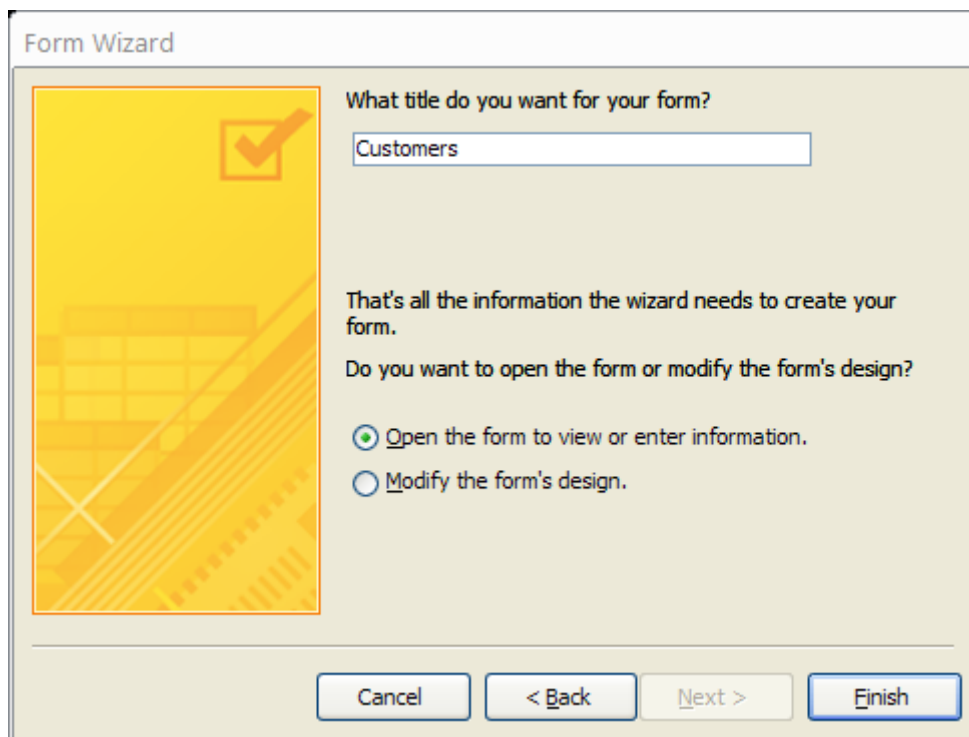 Form Wizard
What title do you want for your form?
Customers
That's all the information the wizard needs to create your
form.
Do you want to open the form or modify the form's design?
Open the form to view or enter information.
Modify the form's design.
Cancel
< Back
Next >
Finish